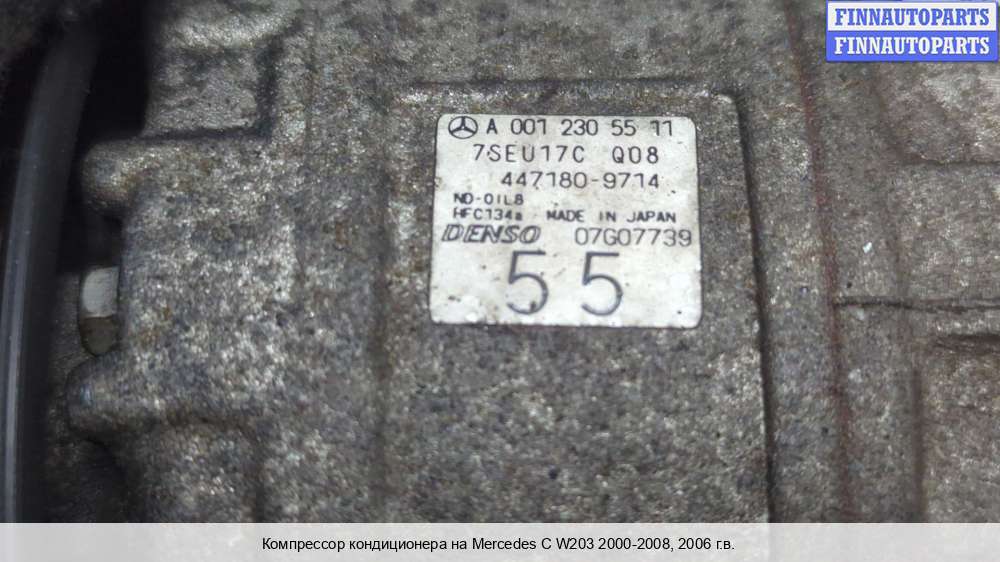 FINNAUTOPARTS
FINNAUTOPARTS
A 001 230 55 11
7SEU17C Q08
447180-9714
ND-OIL8
HFC134a MADE IN JAPAN
DENSO 07G07739
55
Компрессор кондиционера на Mercedes C W203 2000-2008, 2006 г.в.